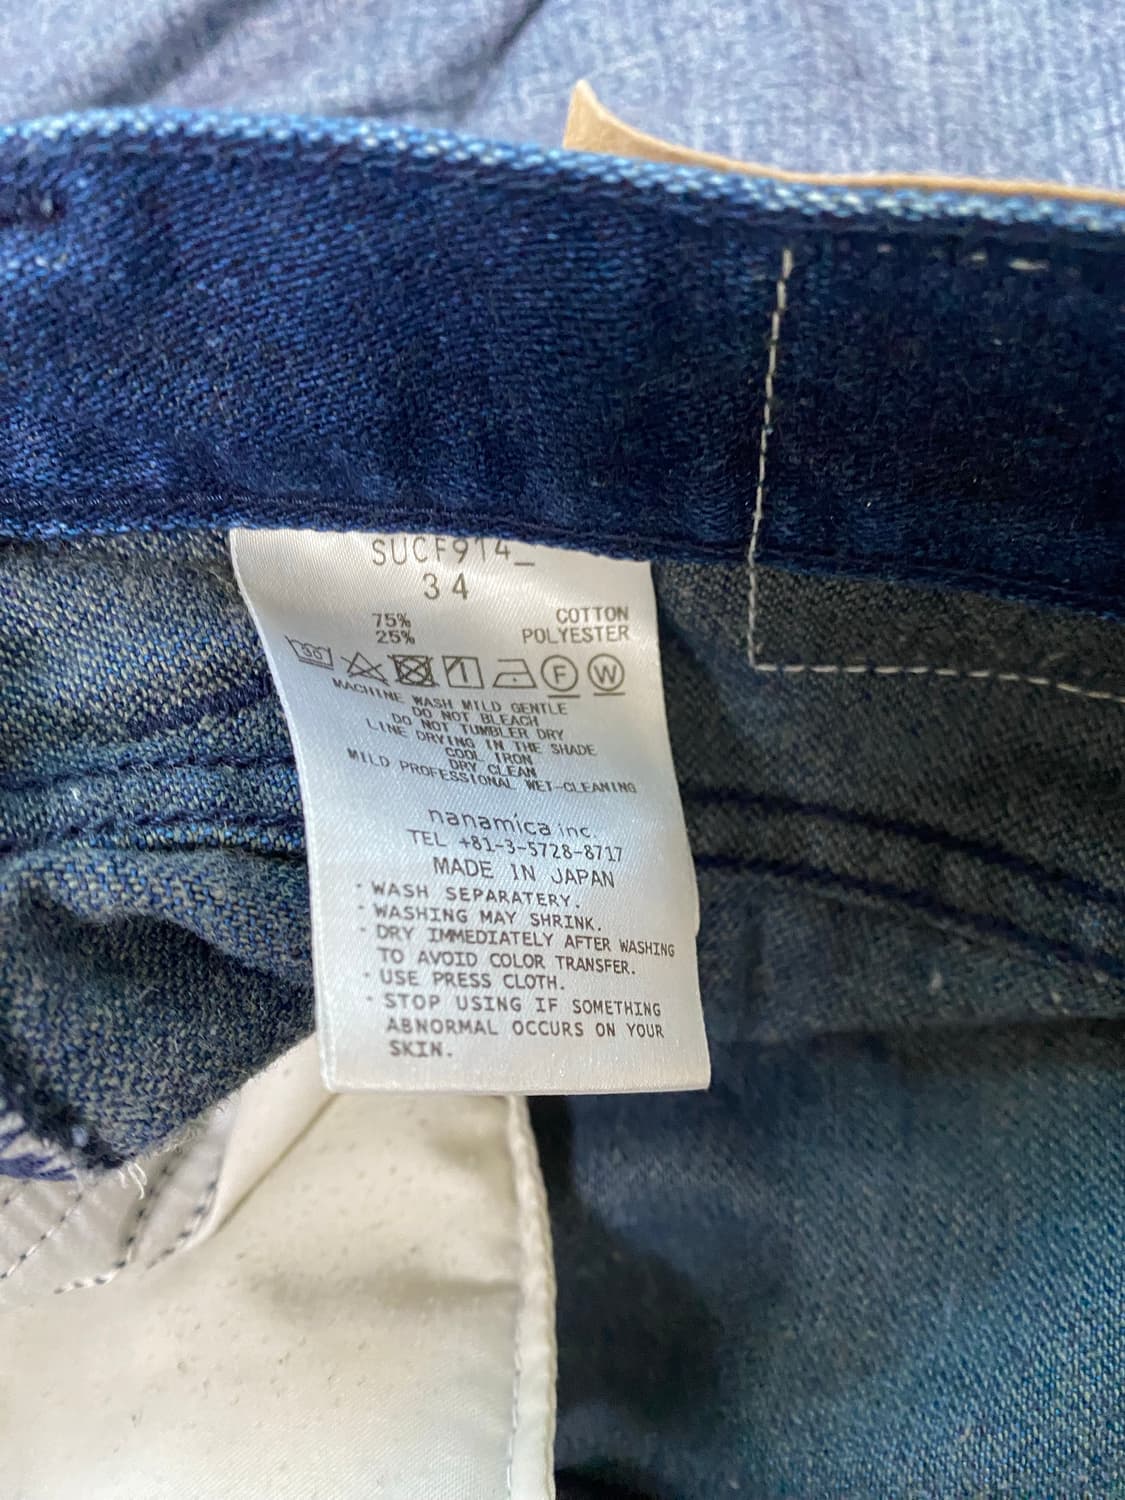 SUCF914_
34
75% COTTON
25% POLYESTER
30 F W
MACHINE WASH MILD GENTLE
DO NOT BLEACH
DO NOT TUMBLER DRY
LINE DRYING IN THE SHADE
COOL IRON
DRY CLEAN
MILD PROFESSIONAL WET-CLEANING
nanamica inc.
TEL +81-3-5728-8717
MADE IN JAPAN
・WASH SEPARATERY.
・WASHING MAY SHRINK.
・DRY IMMEDIATELY AFTER WASHING
TO AVOID COLOR TRANSFER.
・USE PRESS CLOTH.
・STOP USING IF SOMETHING
ABNORMAL OCCURS ON YOUR
SKIN.